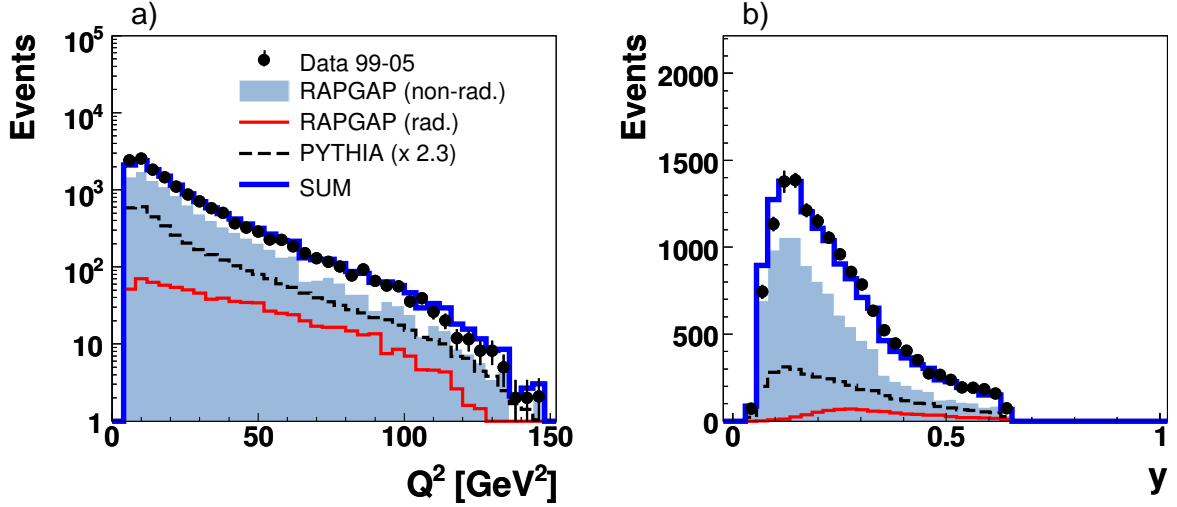 a)
Events
10^5
10^4
10^3
10^2
10
1
0 50 100 150
Q^2 [GeV^2]
Data 99-05
RAPGAP (non-rad.)
RAPGAP (rad.)
PYTHIA (x 2.3)
SUM
b)
Events
2000
1500
1000
500
0
0 0.5 1
y